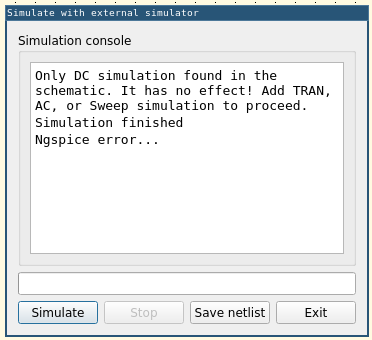 Simulate with external simulator
Simulation console
Only DC simulation found in the
schematic. It has no effect! Add TRAN,
AC, or Sweep simulation to proceed.
Simulation finished
Ngspice error...
Simulate Stop Save netlist Exit